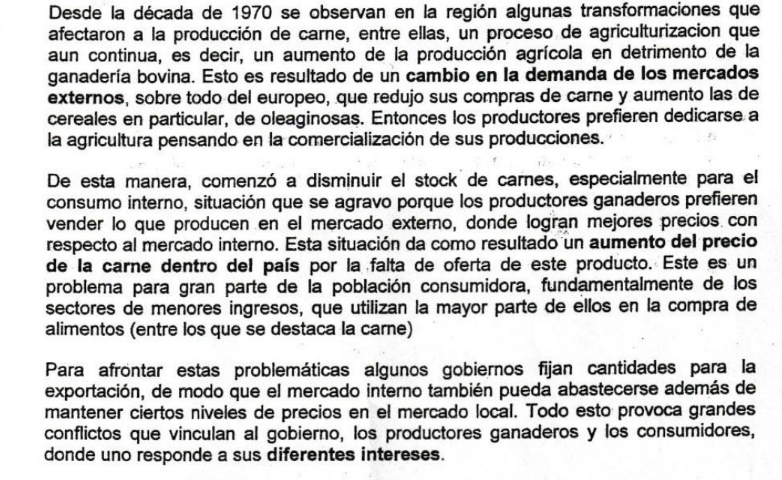 Desde la década de 1970 se observan en la región algunas transformaciones que
afectaron a la producción de carne, entre ellas, un proceso de agriculturizacion que
aun continua, es decir, un aumento de la producción agrícola en detrimento de la
ganadería bovina. Esto es resultado de un cambio en la demanda de los mercados
externos, sobre todo del europeo, que redujo sus compras de carne y aumento las de
cereales en particular, de oleaginosas. Entonces los productores prefieren dedicarse a
la agricultura pensando en la comercialización de sus producciones.

De esta manera, comenzó a disminuir el stock de carnes, especialmente para el
consumo interno, situación que se agravo porque los productores ganaderos prefieren
vender lo que producen en el mercado externo, donde logran mejores precios con
respecto al mercado interno. Esta situación da como resultado un aumento del precio
de la carne dentro del país por la falta de oferta de este producto. Este es un
problema para gran parte de la población consumidora, fundamentalmente de los
sectores de menores ingresos, que utilizan la mayor parte de ellos en la compra de
alimentos (entre los que se destaca la carne)

Para afrontar estas problemáticas algunos gobiernos fijan cantidades para la
exportación, de modo que el mercado interno también pueda abastecerse además de
mantener ciertos niveles de precios en el mercado local. Todo esto provoca grandes
conflictos que vinculan al gobierno, los productores ganaderos y los consumidores,
donde uno responde a sus diferentes intereses.